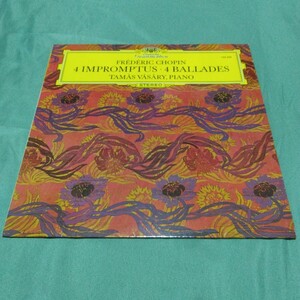 FRÉDÉRIC CHOPIN
4 IMPROMPTUS · 4 BALLADES
TAMÁS VÁSÁRY, PIANO
STEREO